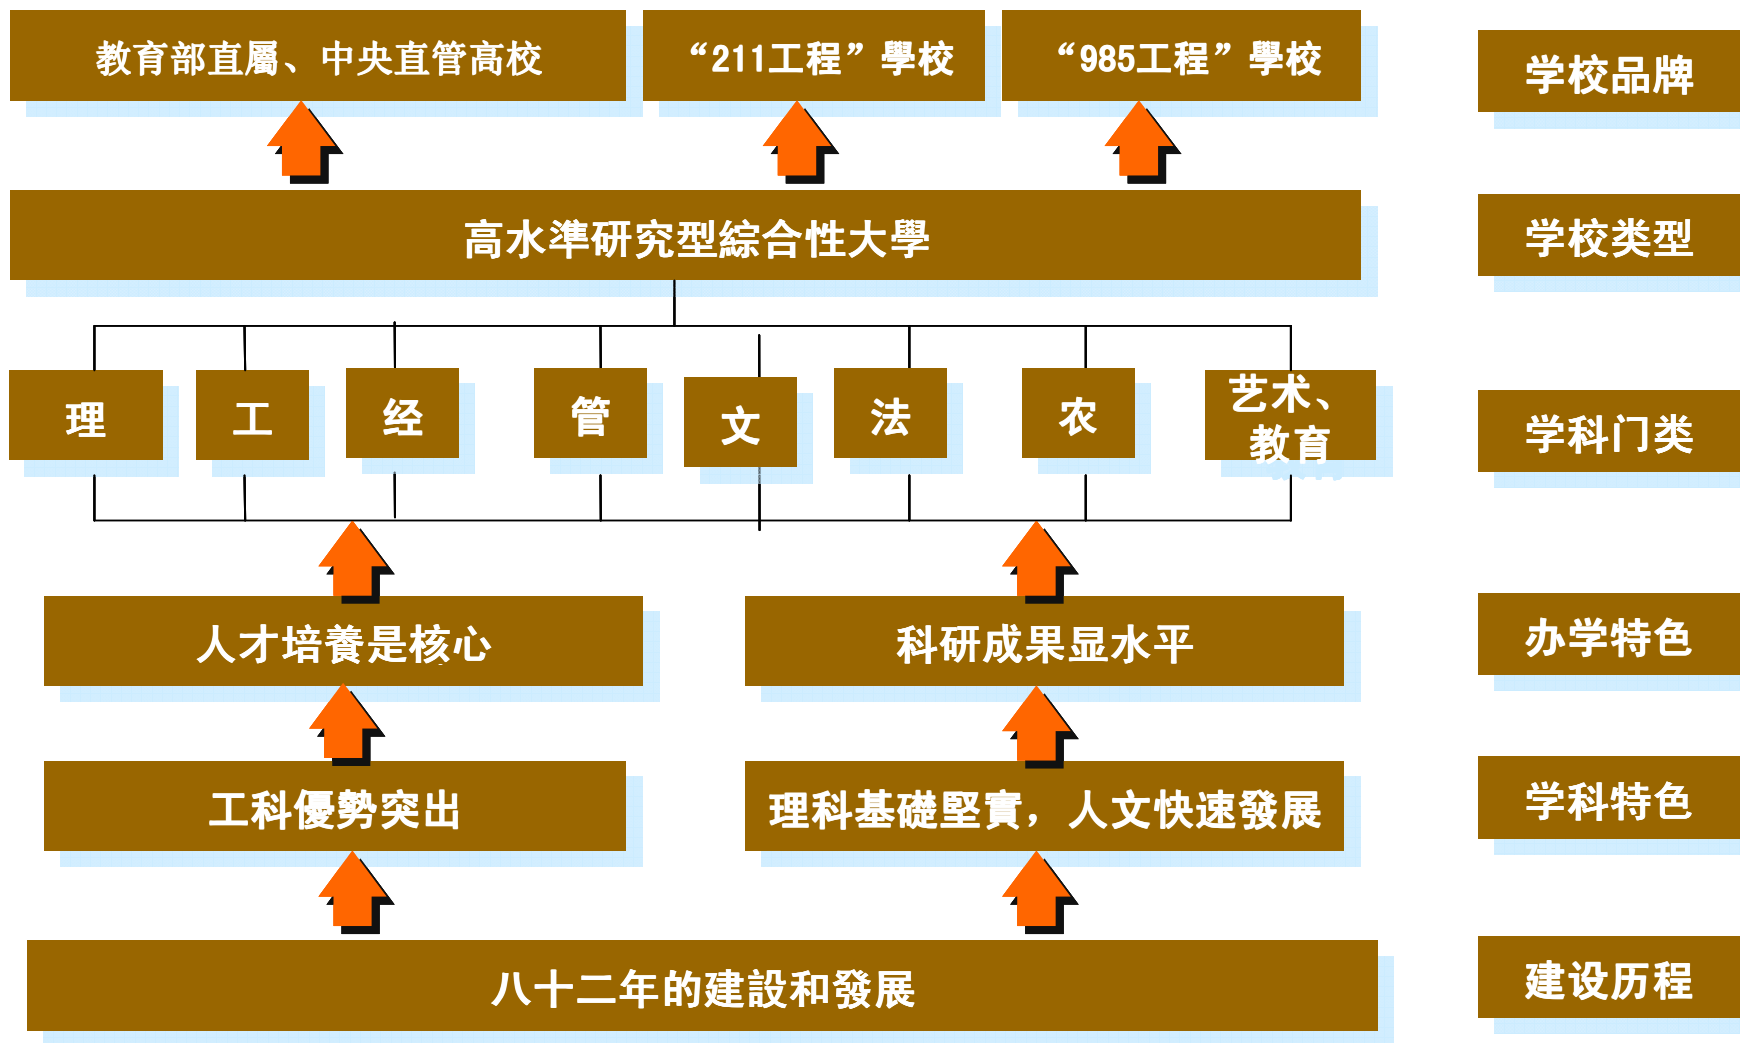 教育部直屬、中央直管高校
“211工程”學校
“985工程”學校
学校品牌
高水準研究型綜合性大學
学校类型
理
工
经
管
文
法
农
艺术、
教育
学科门类
人才培養是核心
科研成果显水平
办学特色
工科優勢突出
理科基礎堅實，人文快速發展
学科特色
八十二年的建設和發展
建设历程